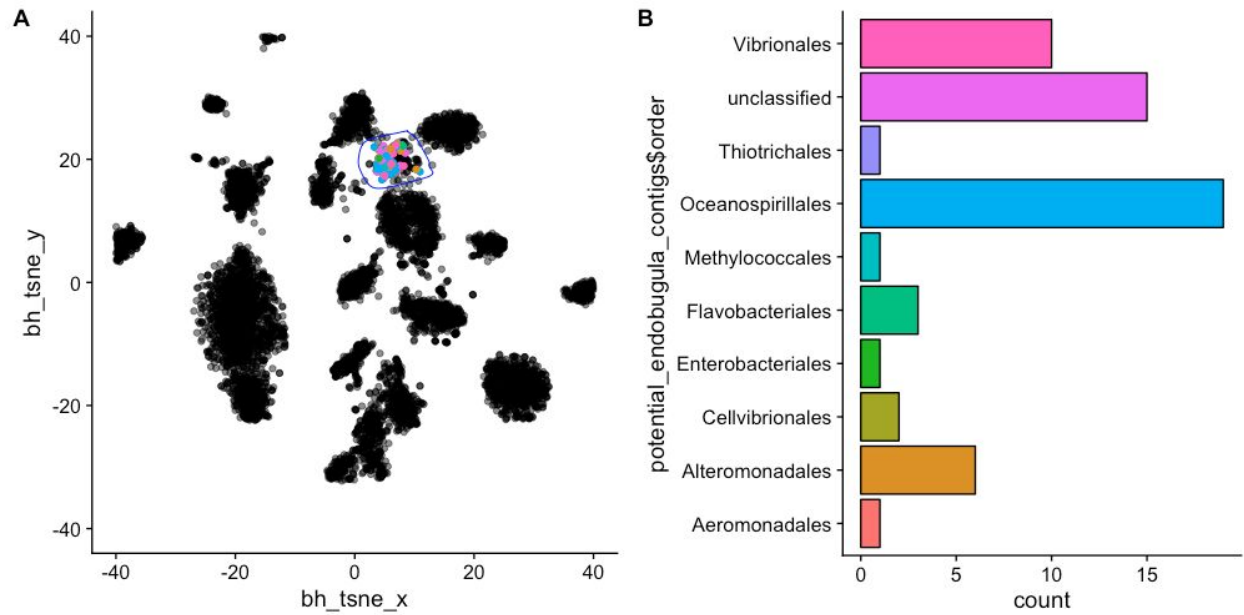 A
40
20
0
-20
-40
bh_tsne_y
-40
-20
0
20
40
bh_tsne_x
B
potential_endobugula_contigs$order
Vibrionales
unclassified
Thiotrichales
Oceanospirillales
Methylococcales
Flavobacteriales
Enterobacteriales
Cellvibrionales
Alteromonadales
Aeromonadales
0
5
10
15
count